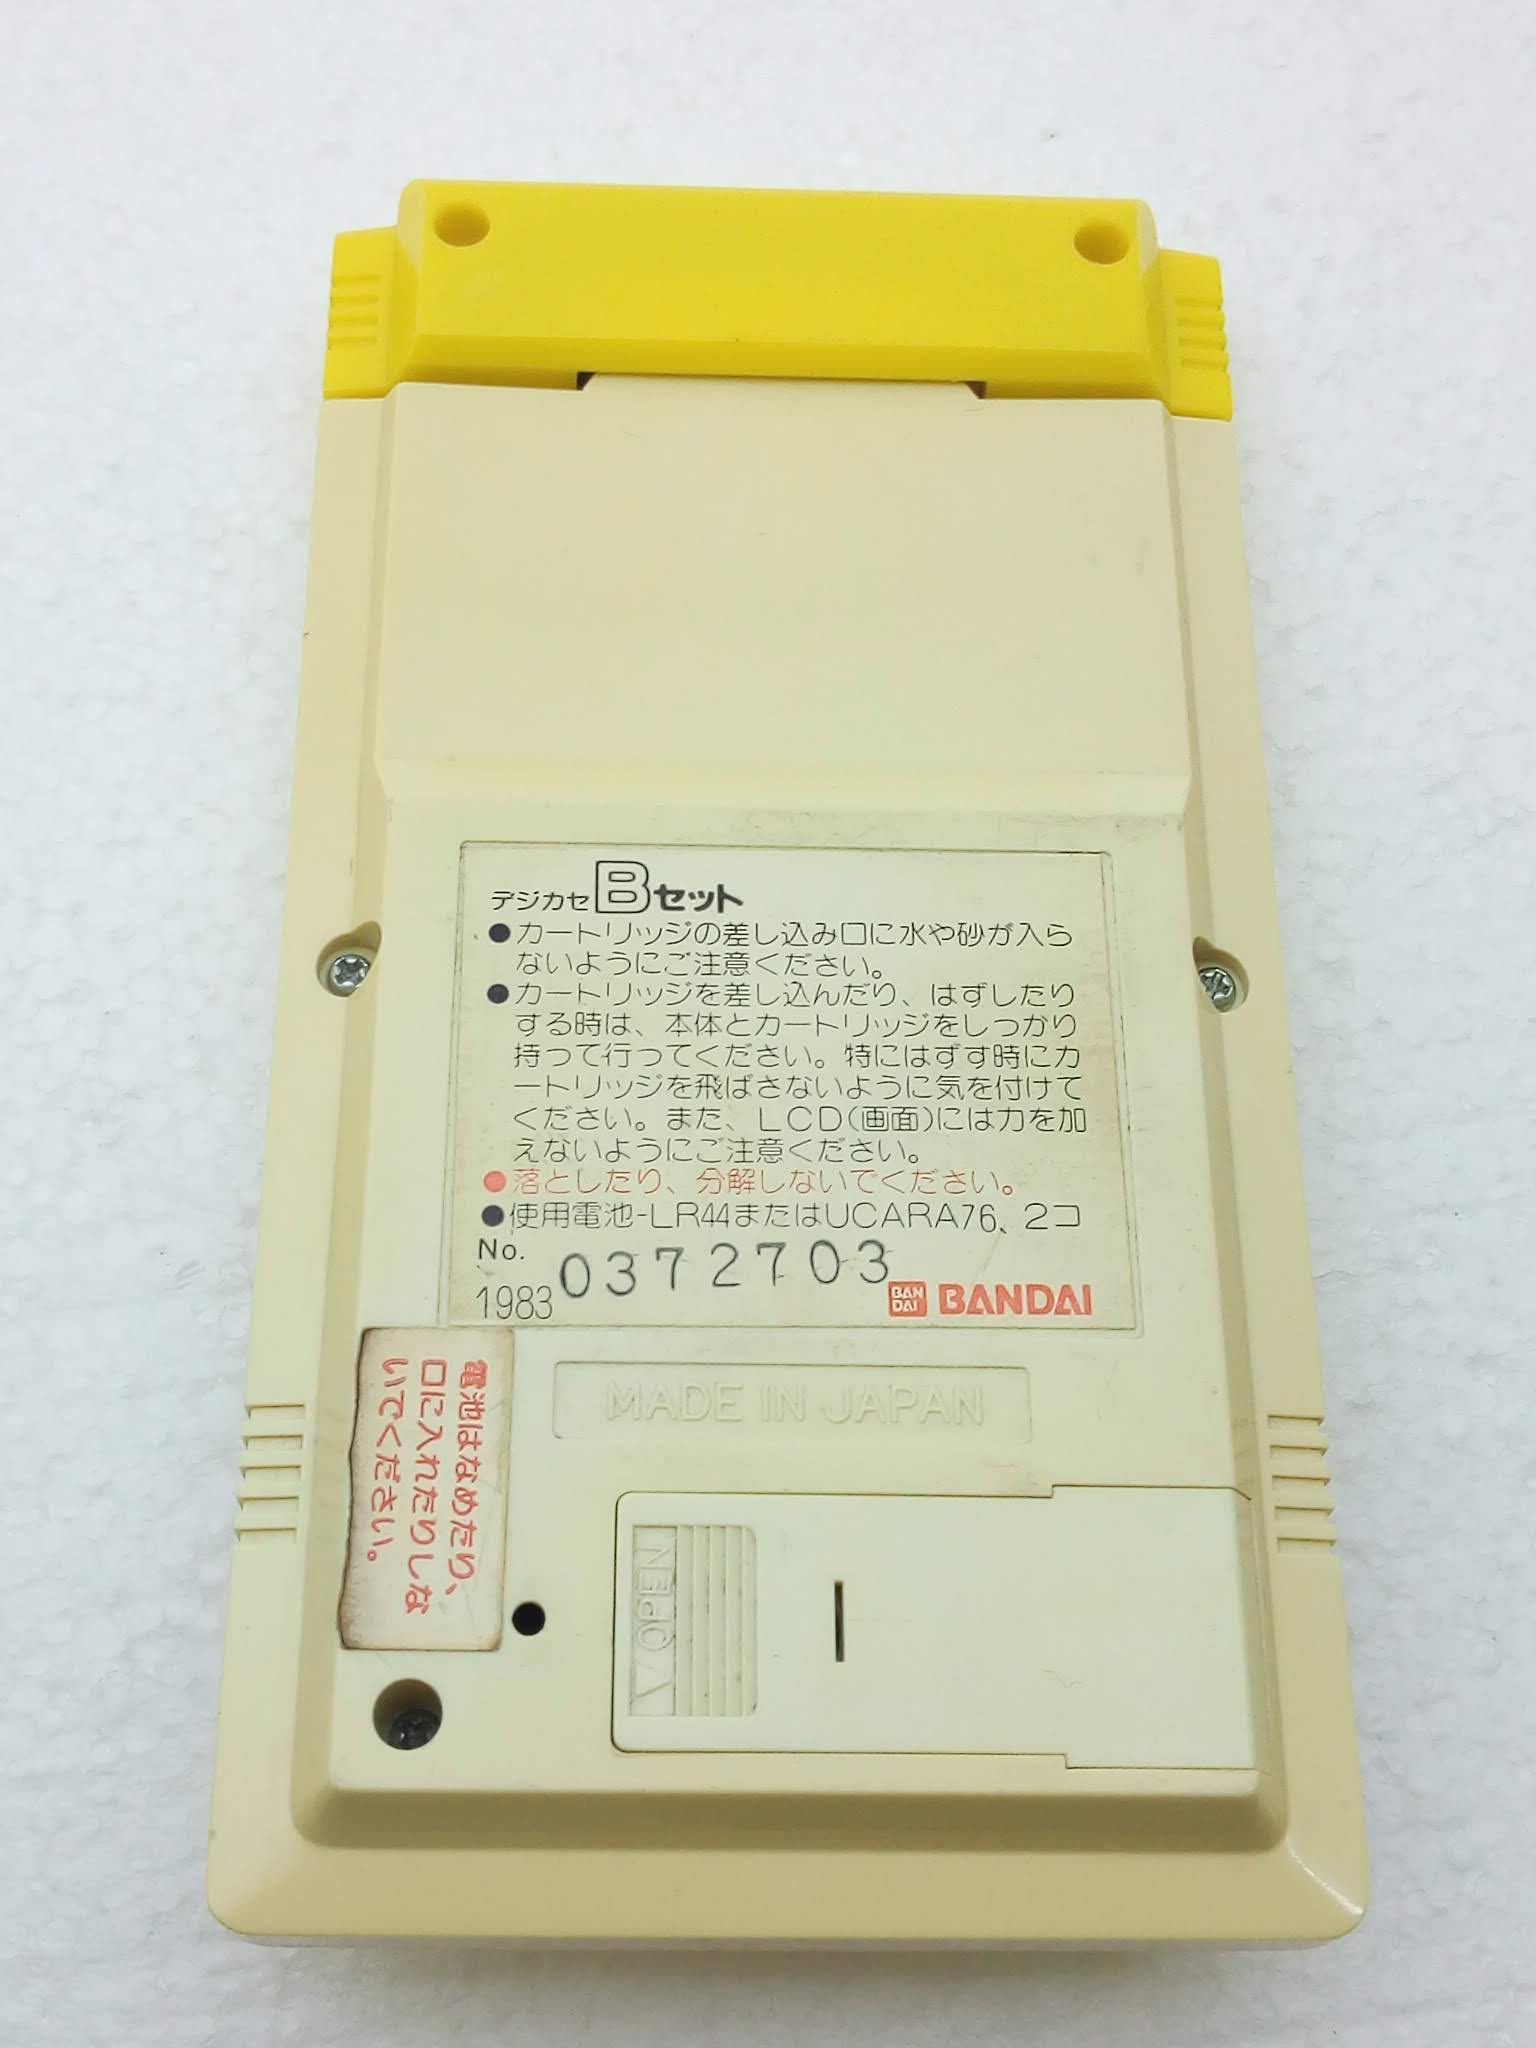 デジカセBセット
●カートリッジの差し込み口に水や砂が入ら
ないようにご注意ください。
●カートリッジを差し込んだり、はずしたり
する時は、本体とカートリッジをしっかり
持って行ってください。特にはずす時にカ
ートリッジを飛ばさないように気を付けて
ください。また、LCD(画面)には力を加
えないようにご注意ください。
●落としたり、分解しないでください。
●使用電池-LR44またはUCARA76、2コ
No. 0372703
1983 BANDAI BANDAI
電池はなめたり、
口に入れたりしな
いでください。
MADE IN JAPAN
OPEN